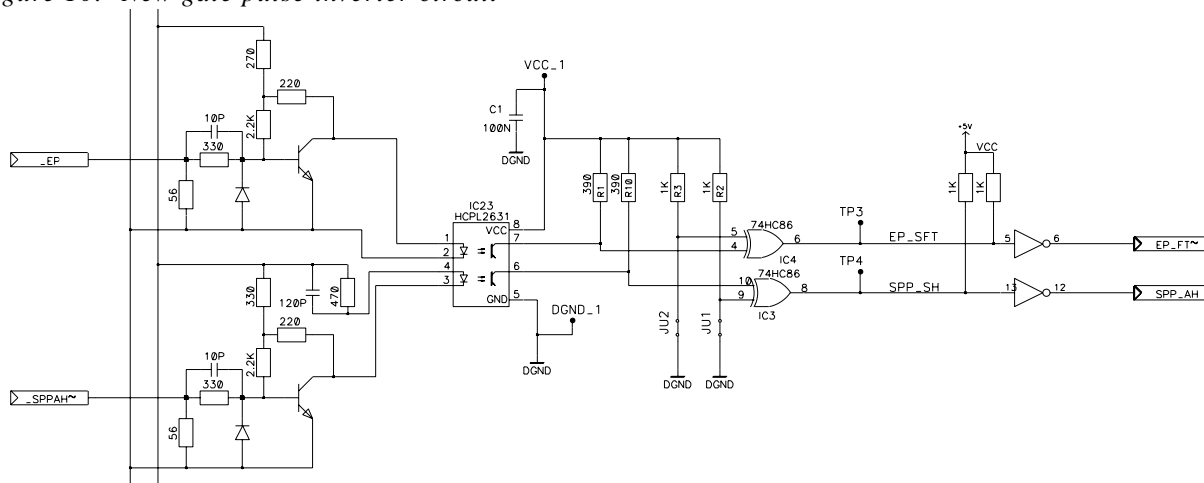 gure 10: New gate pulse inverter circuit
270
220
10P
2.2K
330
_EP
56
VCC_1
C1
100N
DGND
IC23
HCPL2631
VCC
8
1
7
2
4
6
3
GND
5
DGND_1
DGND
390
R1
390
R10
1K
R3
1K
R2
74HC86
5
4
6
IC4
74HC86
10
9
8
IC3
JU2
JU1
DGND
DGND
TP3
EP_SFT
TP4
SPP_SH
+5V
VCC
1K
1K
5
6
EP_FT~
13
12
SPP_AH
330
120P
470
220
10P
2.2K
330
_SPPAH~
56